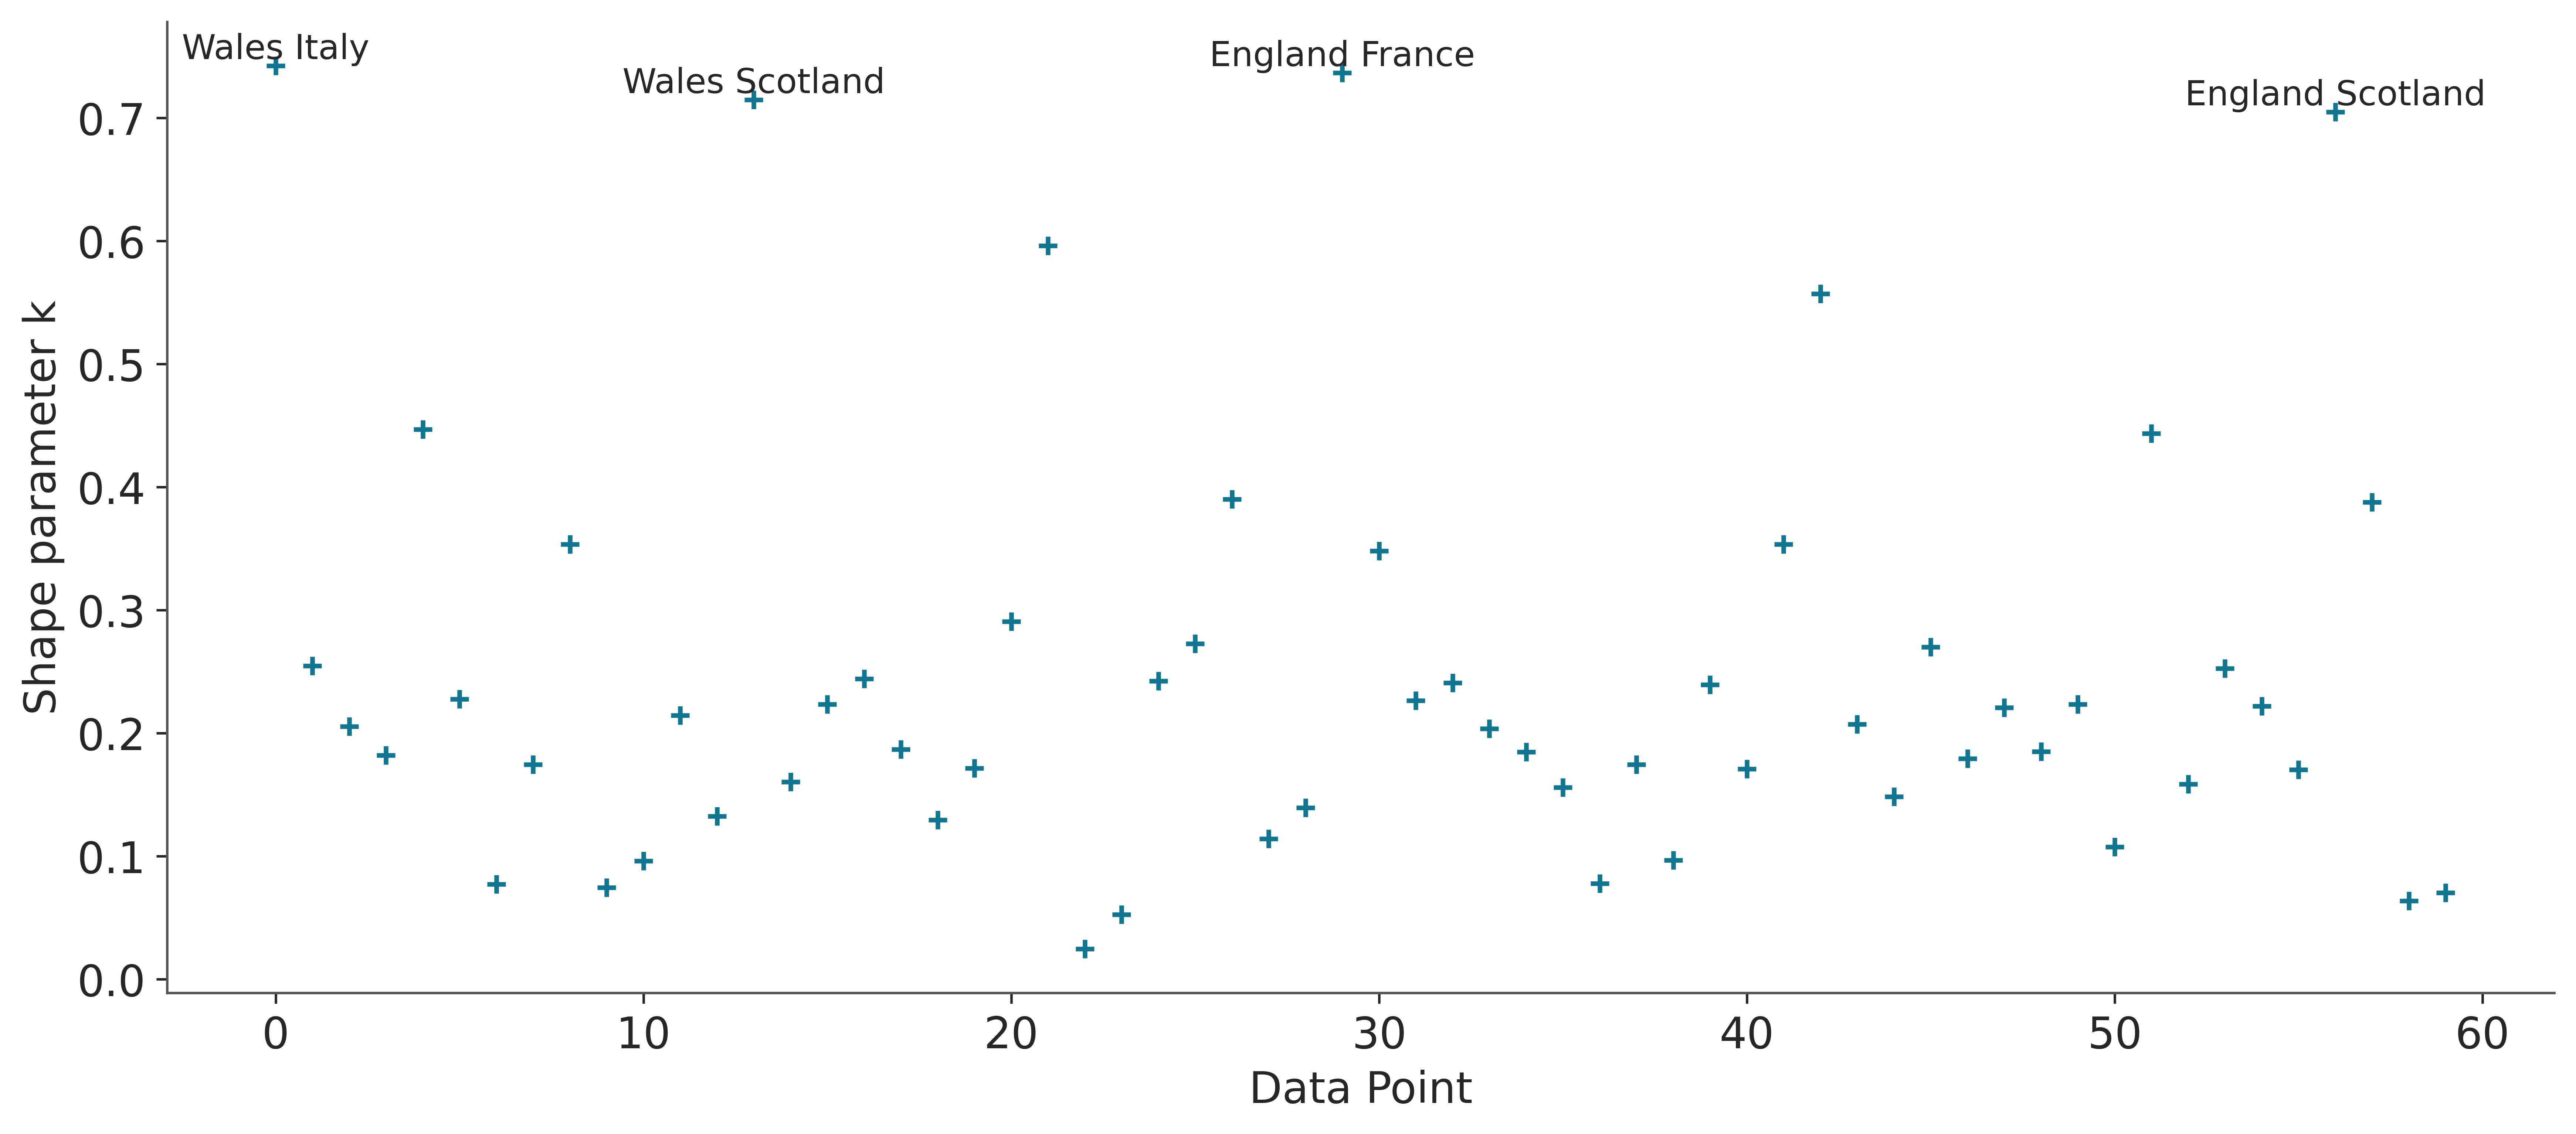 Wales Italy
Wales Scotland
England France
England Scotland
0.7
0.6
0.5
0.4
0.3
0.2
0.1
0.0
Shape parameter k
0 10 20 30 40 50 60
Data Point